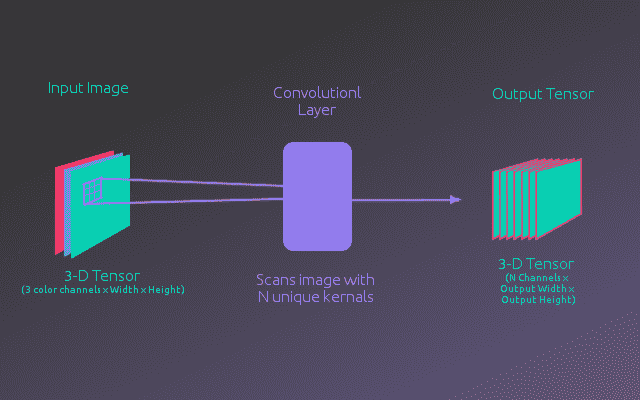 Input Image
3-D Tensor
(3 color channels x Width x Height)
Convolutionl
Layer
Scans image with
N unique kernals
Output Tensor
3-D Tensor
(N Channels x
Output Width x
Output Height)